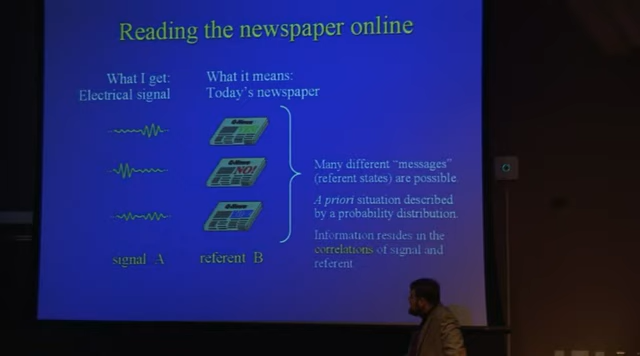 Reading the newspaper online
What I get:
Electrical signal
What it means:
Today's newspaper
NO!
Many different "messages"
(referent states) are possible.
A priori situation described
by a probability distribution.
Information resides in the
correlations of signal and
referent.
signal A
referent B